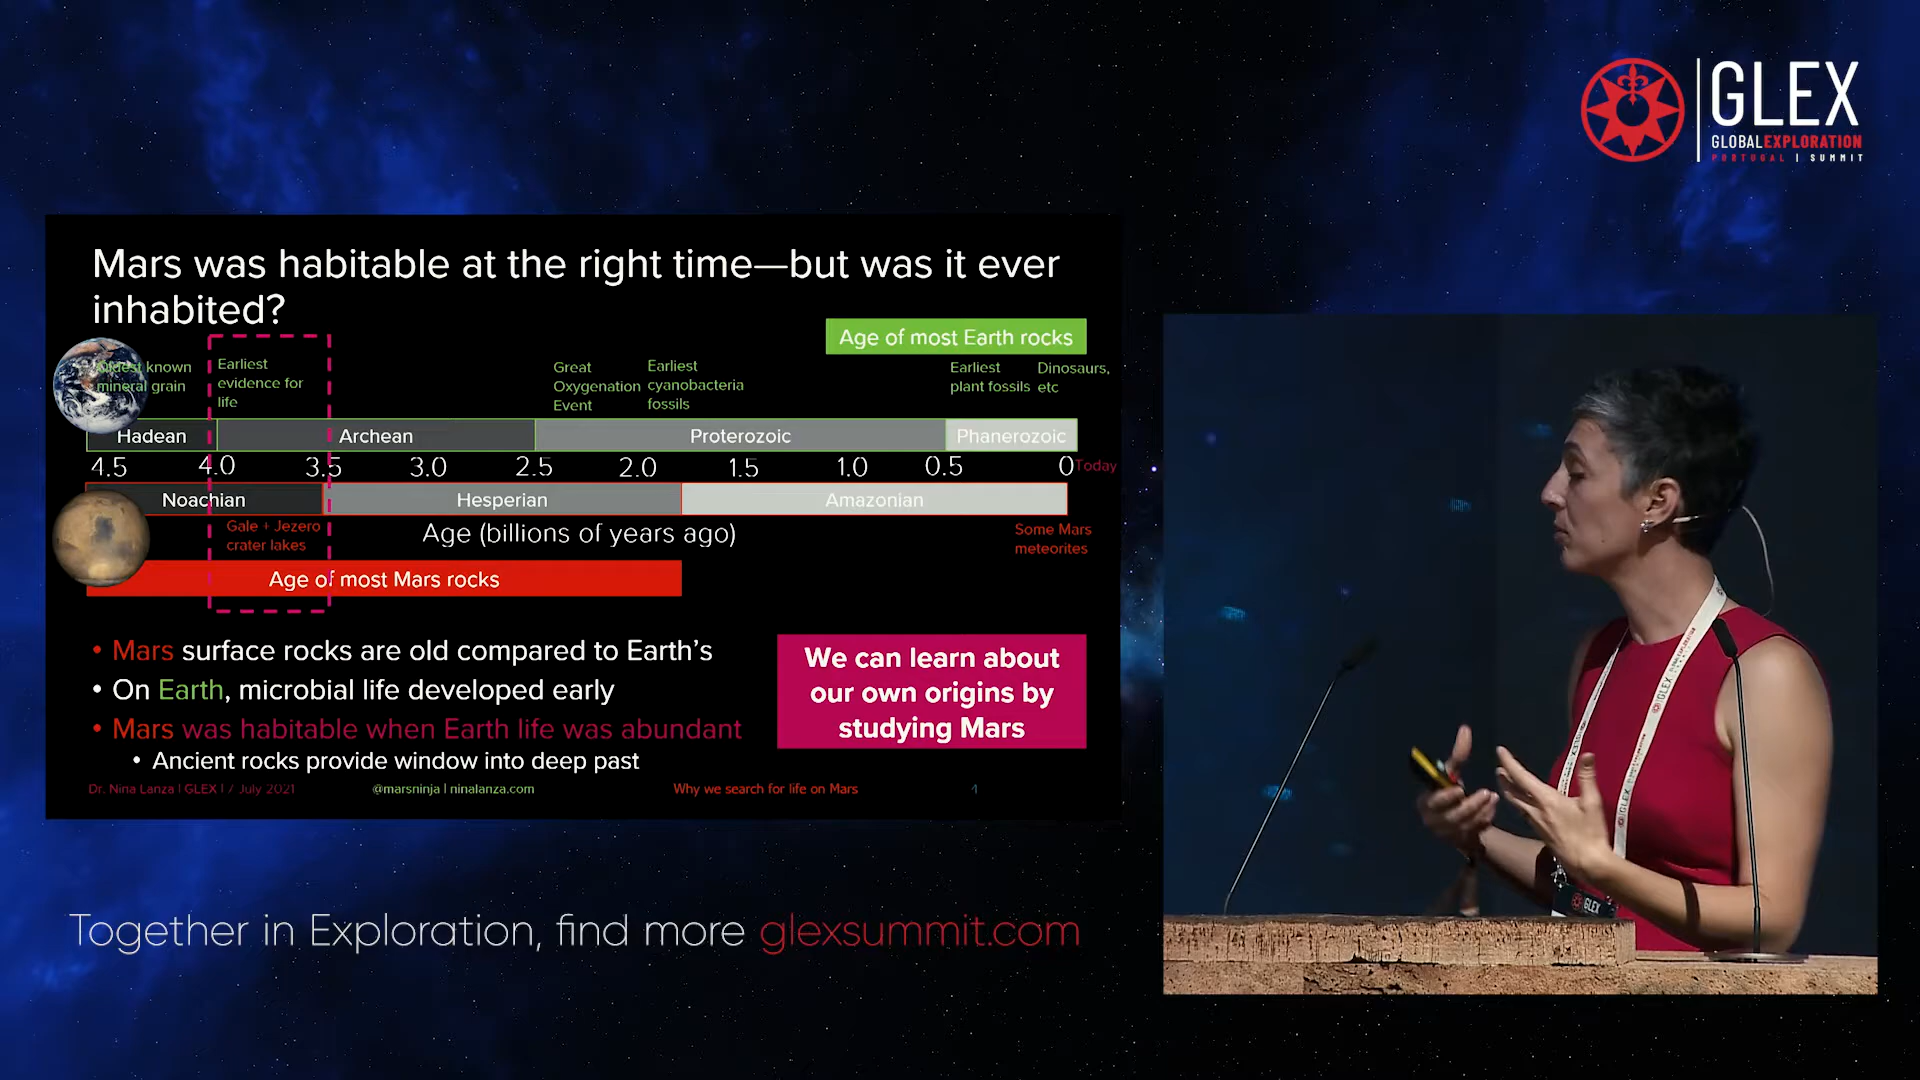 GLEX
GLOBALEXPLORATION
PORTUGAL | SUMMIT
Mars was habitable at the right time—but was it ever
inhabited?
Age of most Earth rocks
Oldest known
mineral grain
Earliest
evidence for
life
Great
Oxygenation
Event
Earliest
cyanobacteria
fossils
Earliest
plant fossils
Dinosaurs,
etc
Hadean Archean Proterozoic Phanerozoic
4.5 4.0 3.5 3.0 2.5 2.0 1.5 1.0 0.5 0 Today
Noachian Hesperian Amazonian
Gale + Jezero
crater lakes
Age (billions of years ago)
Some Mars
meteorites
Age of most Mars rocks
• Mars surface rocks are old compared to Earth's
• On Earth, microbial life developed early
• Mars was habitable when Earth life was abundant
• Ancient rocks provide window into deep past
We can learn about
our own origins by
studying Mars
Dr. Nina Lanza | GLEX | 7 July 2021 @marsninja | ninalanza.com Why we search for life on Mars 4
GLEX
Together in Exploration, find more glexsummit.com